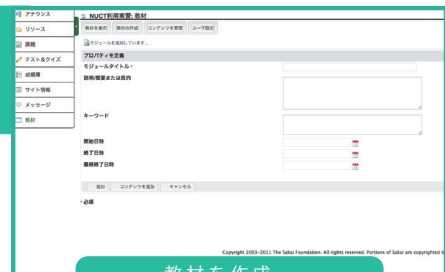 アナウンス
リソース
課題
テスト&クイズ
成績簿
サイト情報
メッセージ
教材
NUCT利用実習: 教材
教材を表示 教材の作成 コンテンツを管理 ユーザ設定
モジュールを追加しています...
プロパティを定義
モジュールタイトル*
説明/概要または目的
キーワード
開始日時
終了日時
最終終了日時
追加 コンテンツを追加 キャンセル
*必須
Copyright 2003-2011 The Sakai Foundation. All rights reserved. Portions of Sakai are copyrighted b
教材を作成